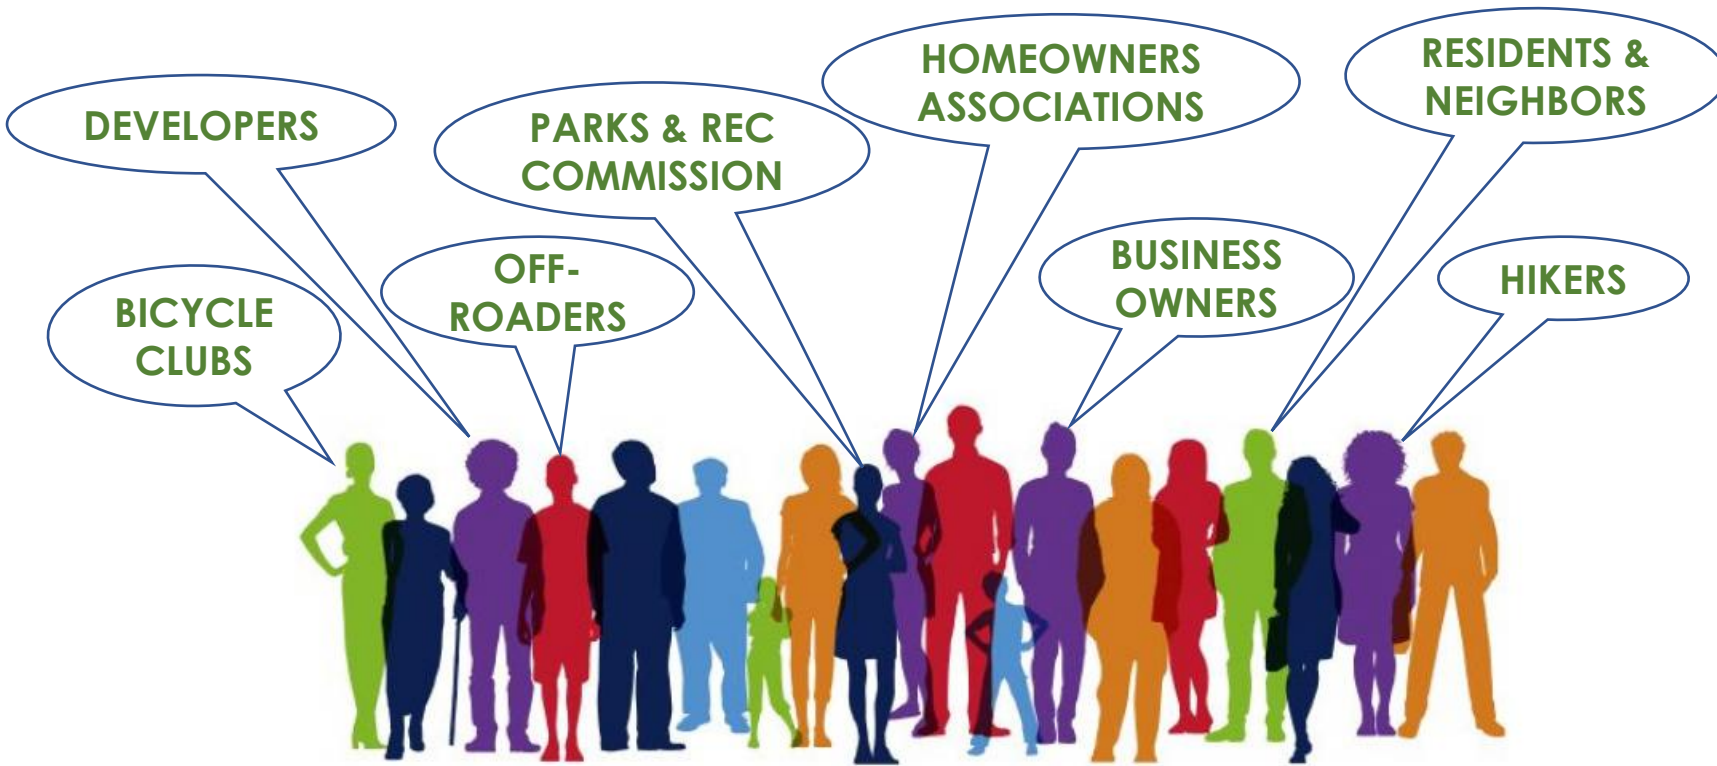 DEVELOPERS
PARKS & REC
COMMISSION
HOMEOWNERS
ASSOCIATIONS
RESIDENTS &
NEIGHBORS
BICYCLE
CLUBS
OFF-
ROADERS
BUSINESS
OWNERS
HIKERS